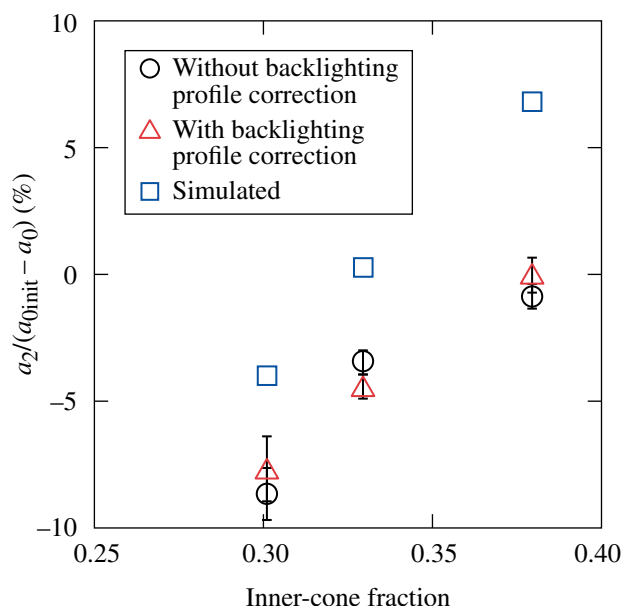 10
5
0
–5
–10
a2/(a0init – a0) (%)
Without backlighting
profile correction
With backlighting
profile correction
Simulated
0.25
0.30
0.35
0.40
Inner-cone fraction